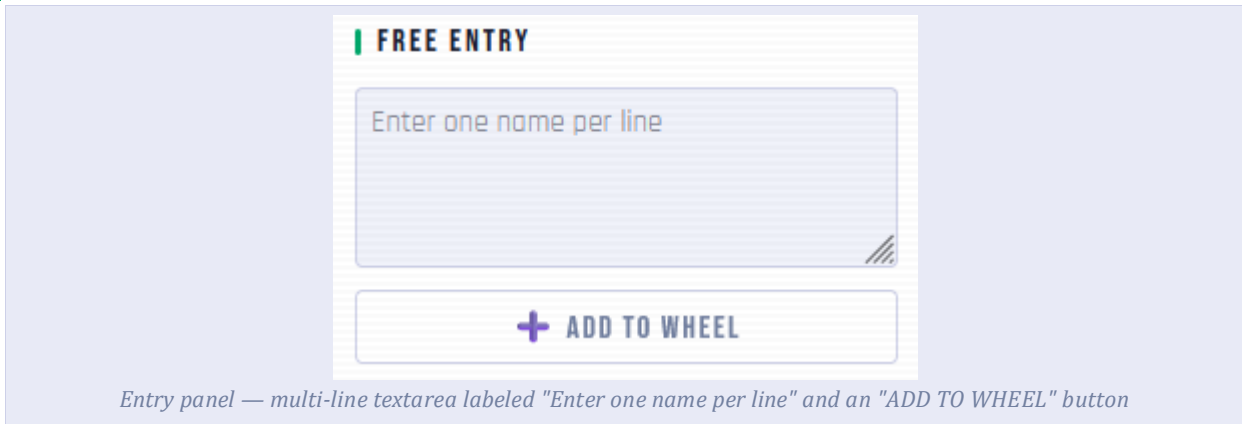 FREE ENTRY
Enter one name per line
ADD TO WHEEL
Entry panel — multi-line textarea labeled "Enter one name per line" and an "ADD TO WHEEL" button